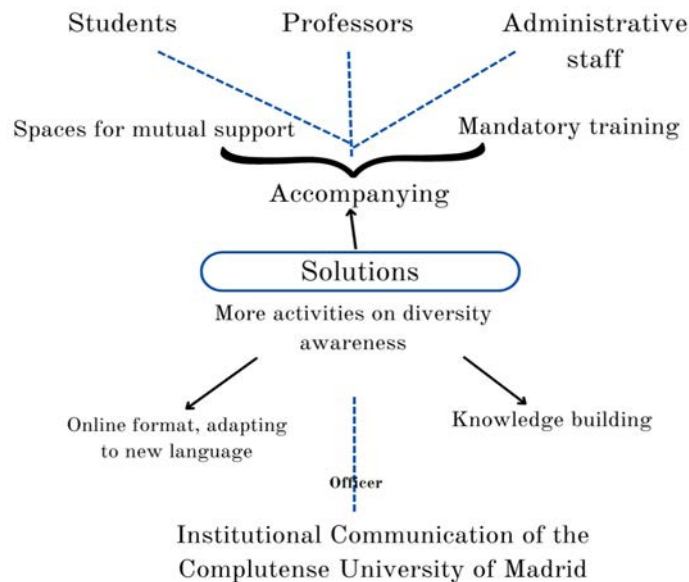 Students
Professors
Administrative
staff
Spaces for mutual support
Mandatory training
Accompanying
Solutions
More activities on diversity
awareness
Online format, adapting
to new language
Knowledge building
Officer
Institutional Communication of the
Complutense University of Madrid